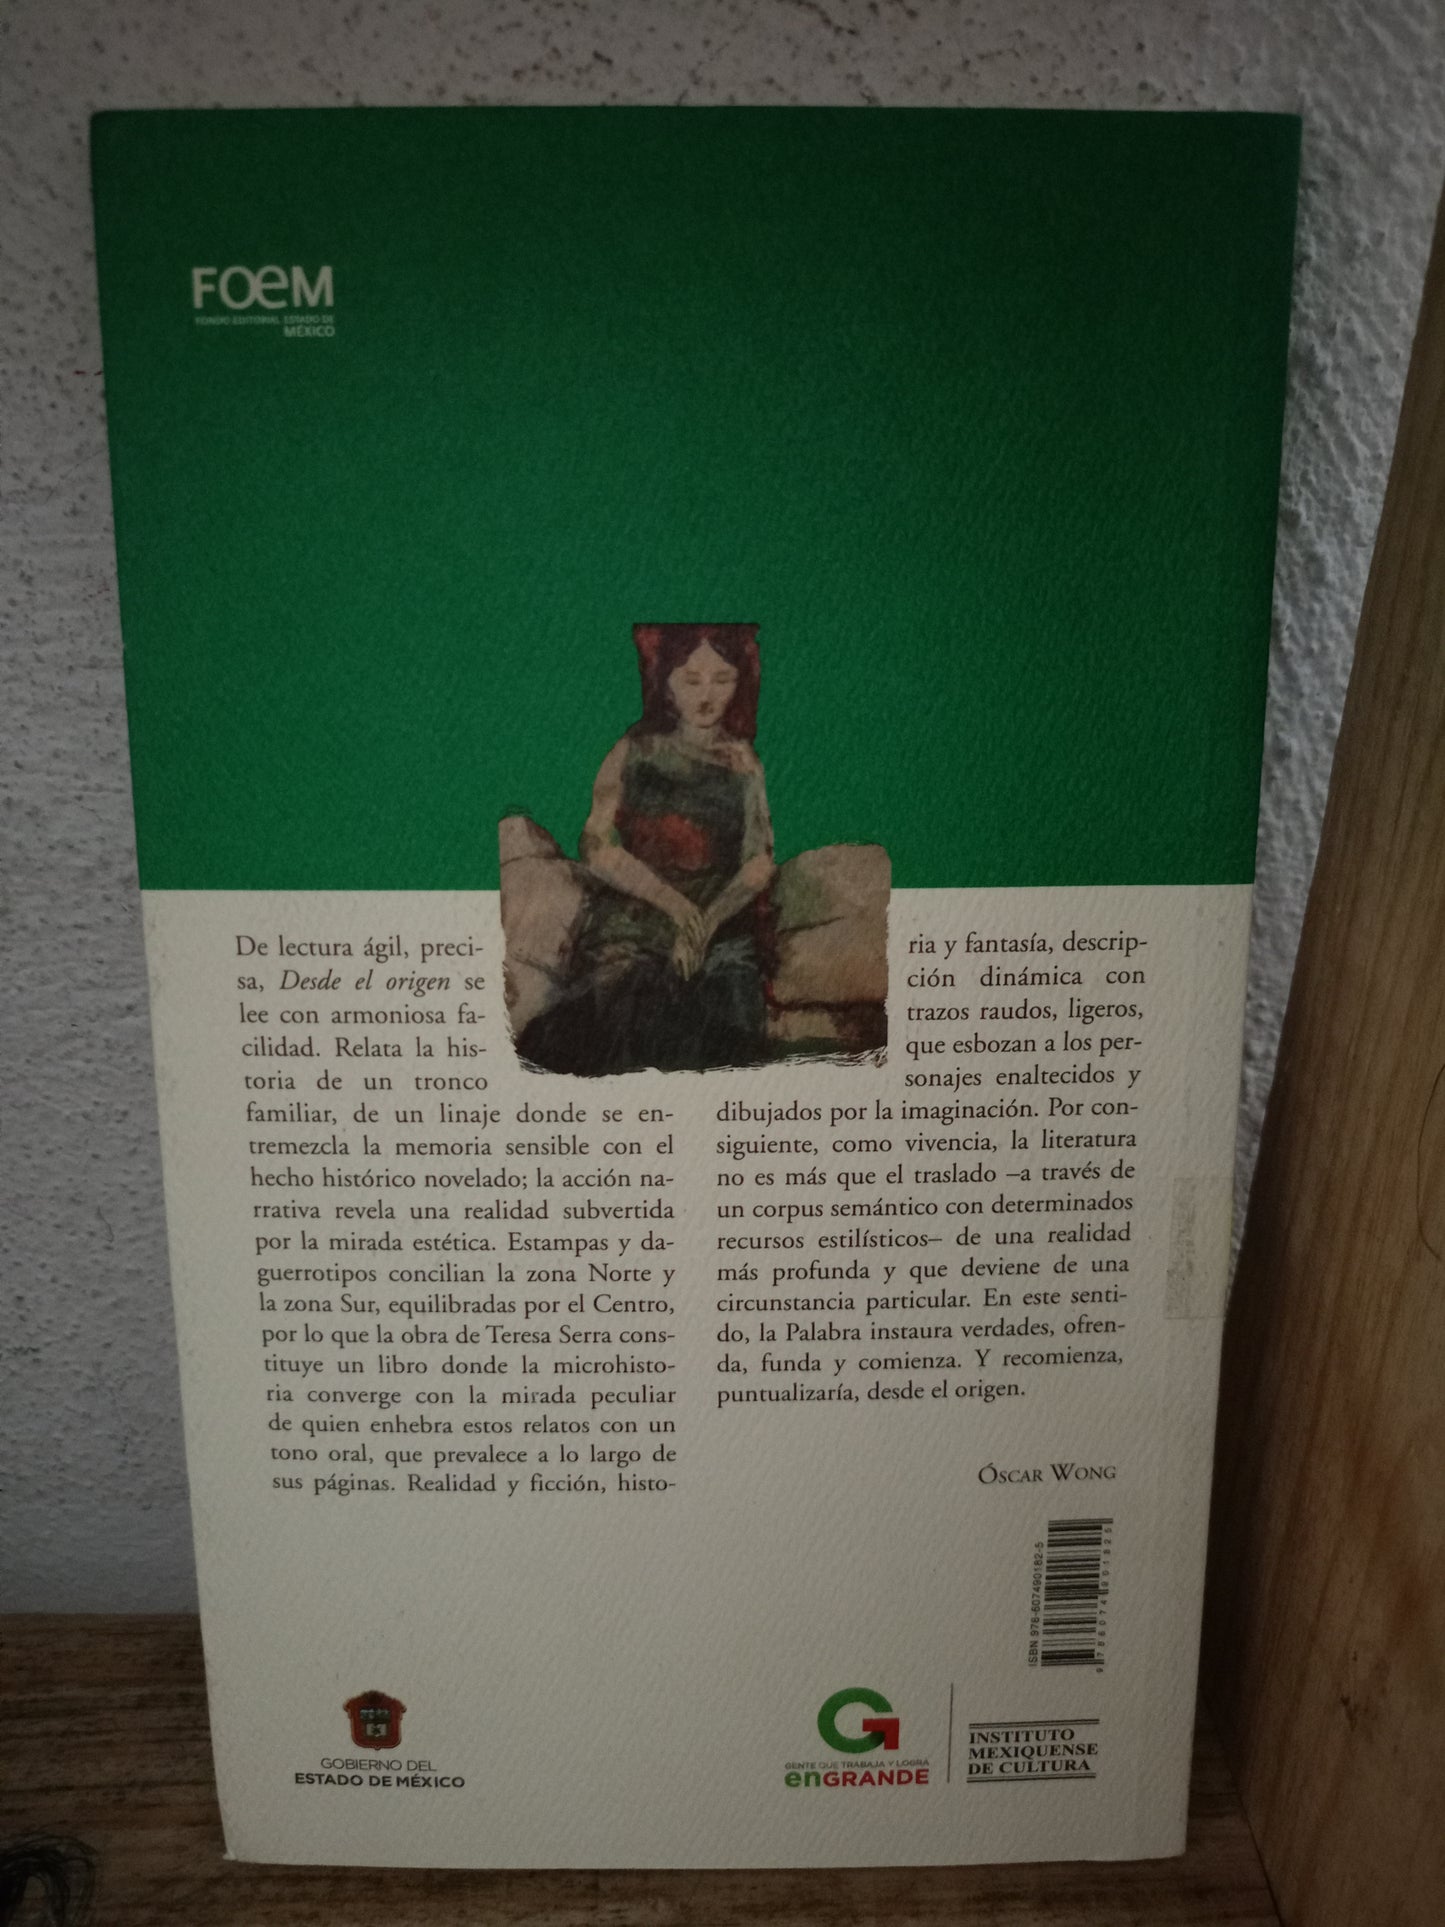 FOEM
FONDO EDITORIAL ESTADO DE
MÉXICO
De lectura ágil, preci-
sa, Desde el origen se
lee con armoniosa fa-
cilidad. Relata la his-
toria de un tronco
familiar, de un linaje donde se en-
tremezcla la memoria sensible con el
hecho histórico novelado; la acción na-
rrativa revela una realidad subvertida
por la mirada estética. Estampas y da-
guerrotipos concilian la zona Norte y
la zona Sur, equilibradas por el Centro,
por lo que la obra de Teresa Serra cons-
tituye un libro donde la microhisto-
ria converge con la mirada peculiar
de quien enhebra estos relatos con un
tono oral, que prevalece a lo largo de
sus páginas. Realidad y ficción, histo-
ria y fantasía, descrip-
ción dinámica con
trazos raudos, ligeros,
que esbozan a los per-
sonajes enaltecidos y
dibujados por la imaginación. Por con-
siguiente, como vivencia, la literatura
no es más que el traslado –a través de
un corpus semántico con determinados
recursos estilísticos– de una realidad
más profunda y que deviene de una
circunstancia particular. En este senti-
do, la Palabra instaura verdades, ofren-
da, funda y comienza. Y recomienza,
puntualizaría, desde el origen.
ÓSCAR WONG
ISBN 978-607490182-5
9786074901825
GOBIERNO DEL
ESTADO DE MÉXICO
GENTE QUE TRABAJA Y LOGRA
enGRANDE
INSTITUTO
MEXIQUENSE
DE CULTURA